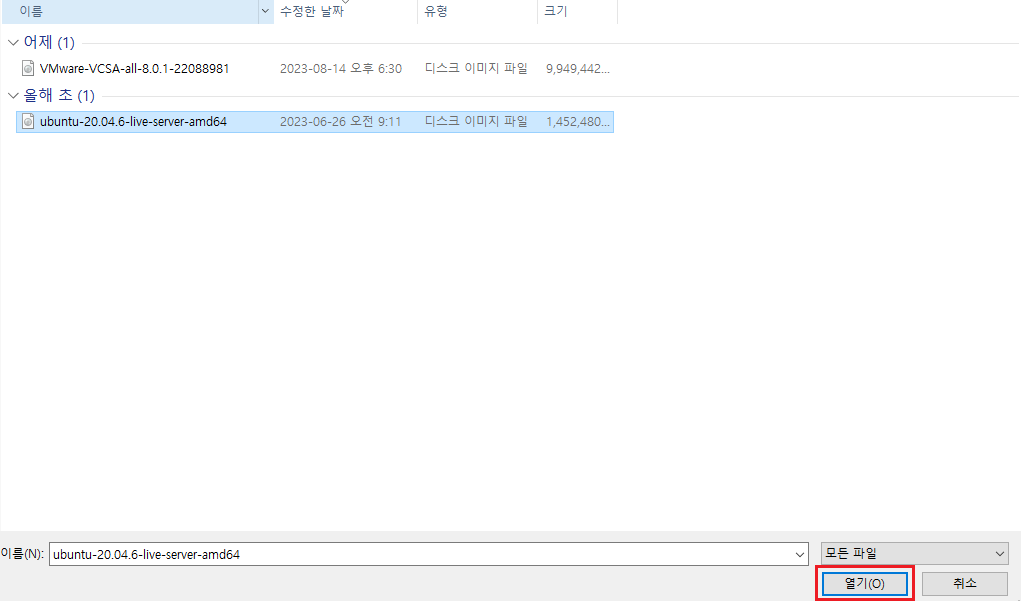 이름 수정한 날짜 유형 크기
어제 (1)
VMware-VCSA-all-8.0.1-22088981 2023-08-14 오후 6:30 디스크 이미지 파일 9,949,442...
올해 초 (1)
ubuntu-20.04.6-live-server-amd64 2023-06-26 오전 9:11 디스크 이미지 파일 1,452,480...
이름(N): ubuntu-20.04.6-live-server-amd64 모든 파일
열기(O) 취소